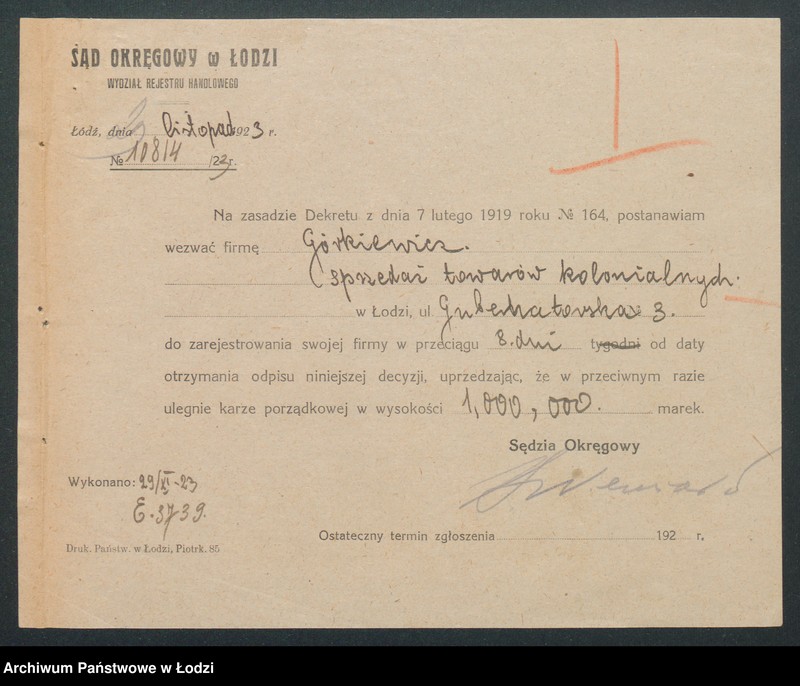 SĄD OKRĘGOWY w ŁODZI
WYDZIAŁ REJESTRU HANDLOWEGO
Łódź, dnia listopad 1923 r.
№ 10814 /23 r.
Na zasadzie Dekretu z dnia 7 lutego 1919 roku № 164, postanawiam
wezwać firmę Górkiewicz.
(sprzedaż towarów kolonialnych.
w Łodzi, ul. 3.
do zarejestrowania swojej firmy w przeciągu 8. dni tygodni od daty
otrzymania odpisu niniejszej decyzji, uprzedzając, że w przeciwnym razie
ulegnie karze porządkowej w wysokości 1,000,000. marek.
Sędzia Okręgowy
Wykonano: 29/XI-23
E. 3739.
Ostateczny termin zgłoszenia 192 r.
Druk. Państw. w Łodzi, Piotrk. 85
Archiwum Państwowe w Łodzi